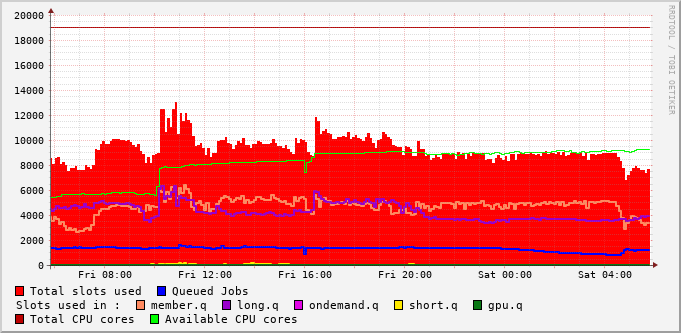 RRDTOOL / TOBI OETIKER
20000
18000
16000
14000
12000
10000
8000
6000
4000
2000
0
Fri 08:00 Fri 12:00 Fri 16:00 Fri 20:00 Sat 00:00 Sat 04:00
Total slots used Queued Jobs
Slots used in : member.q long.q ondemand.q short.q gpu.q
Total CPU cores Available CPU cores